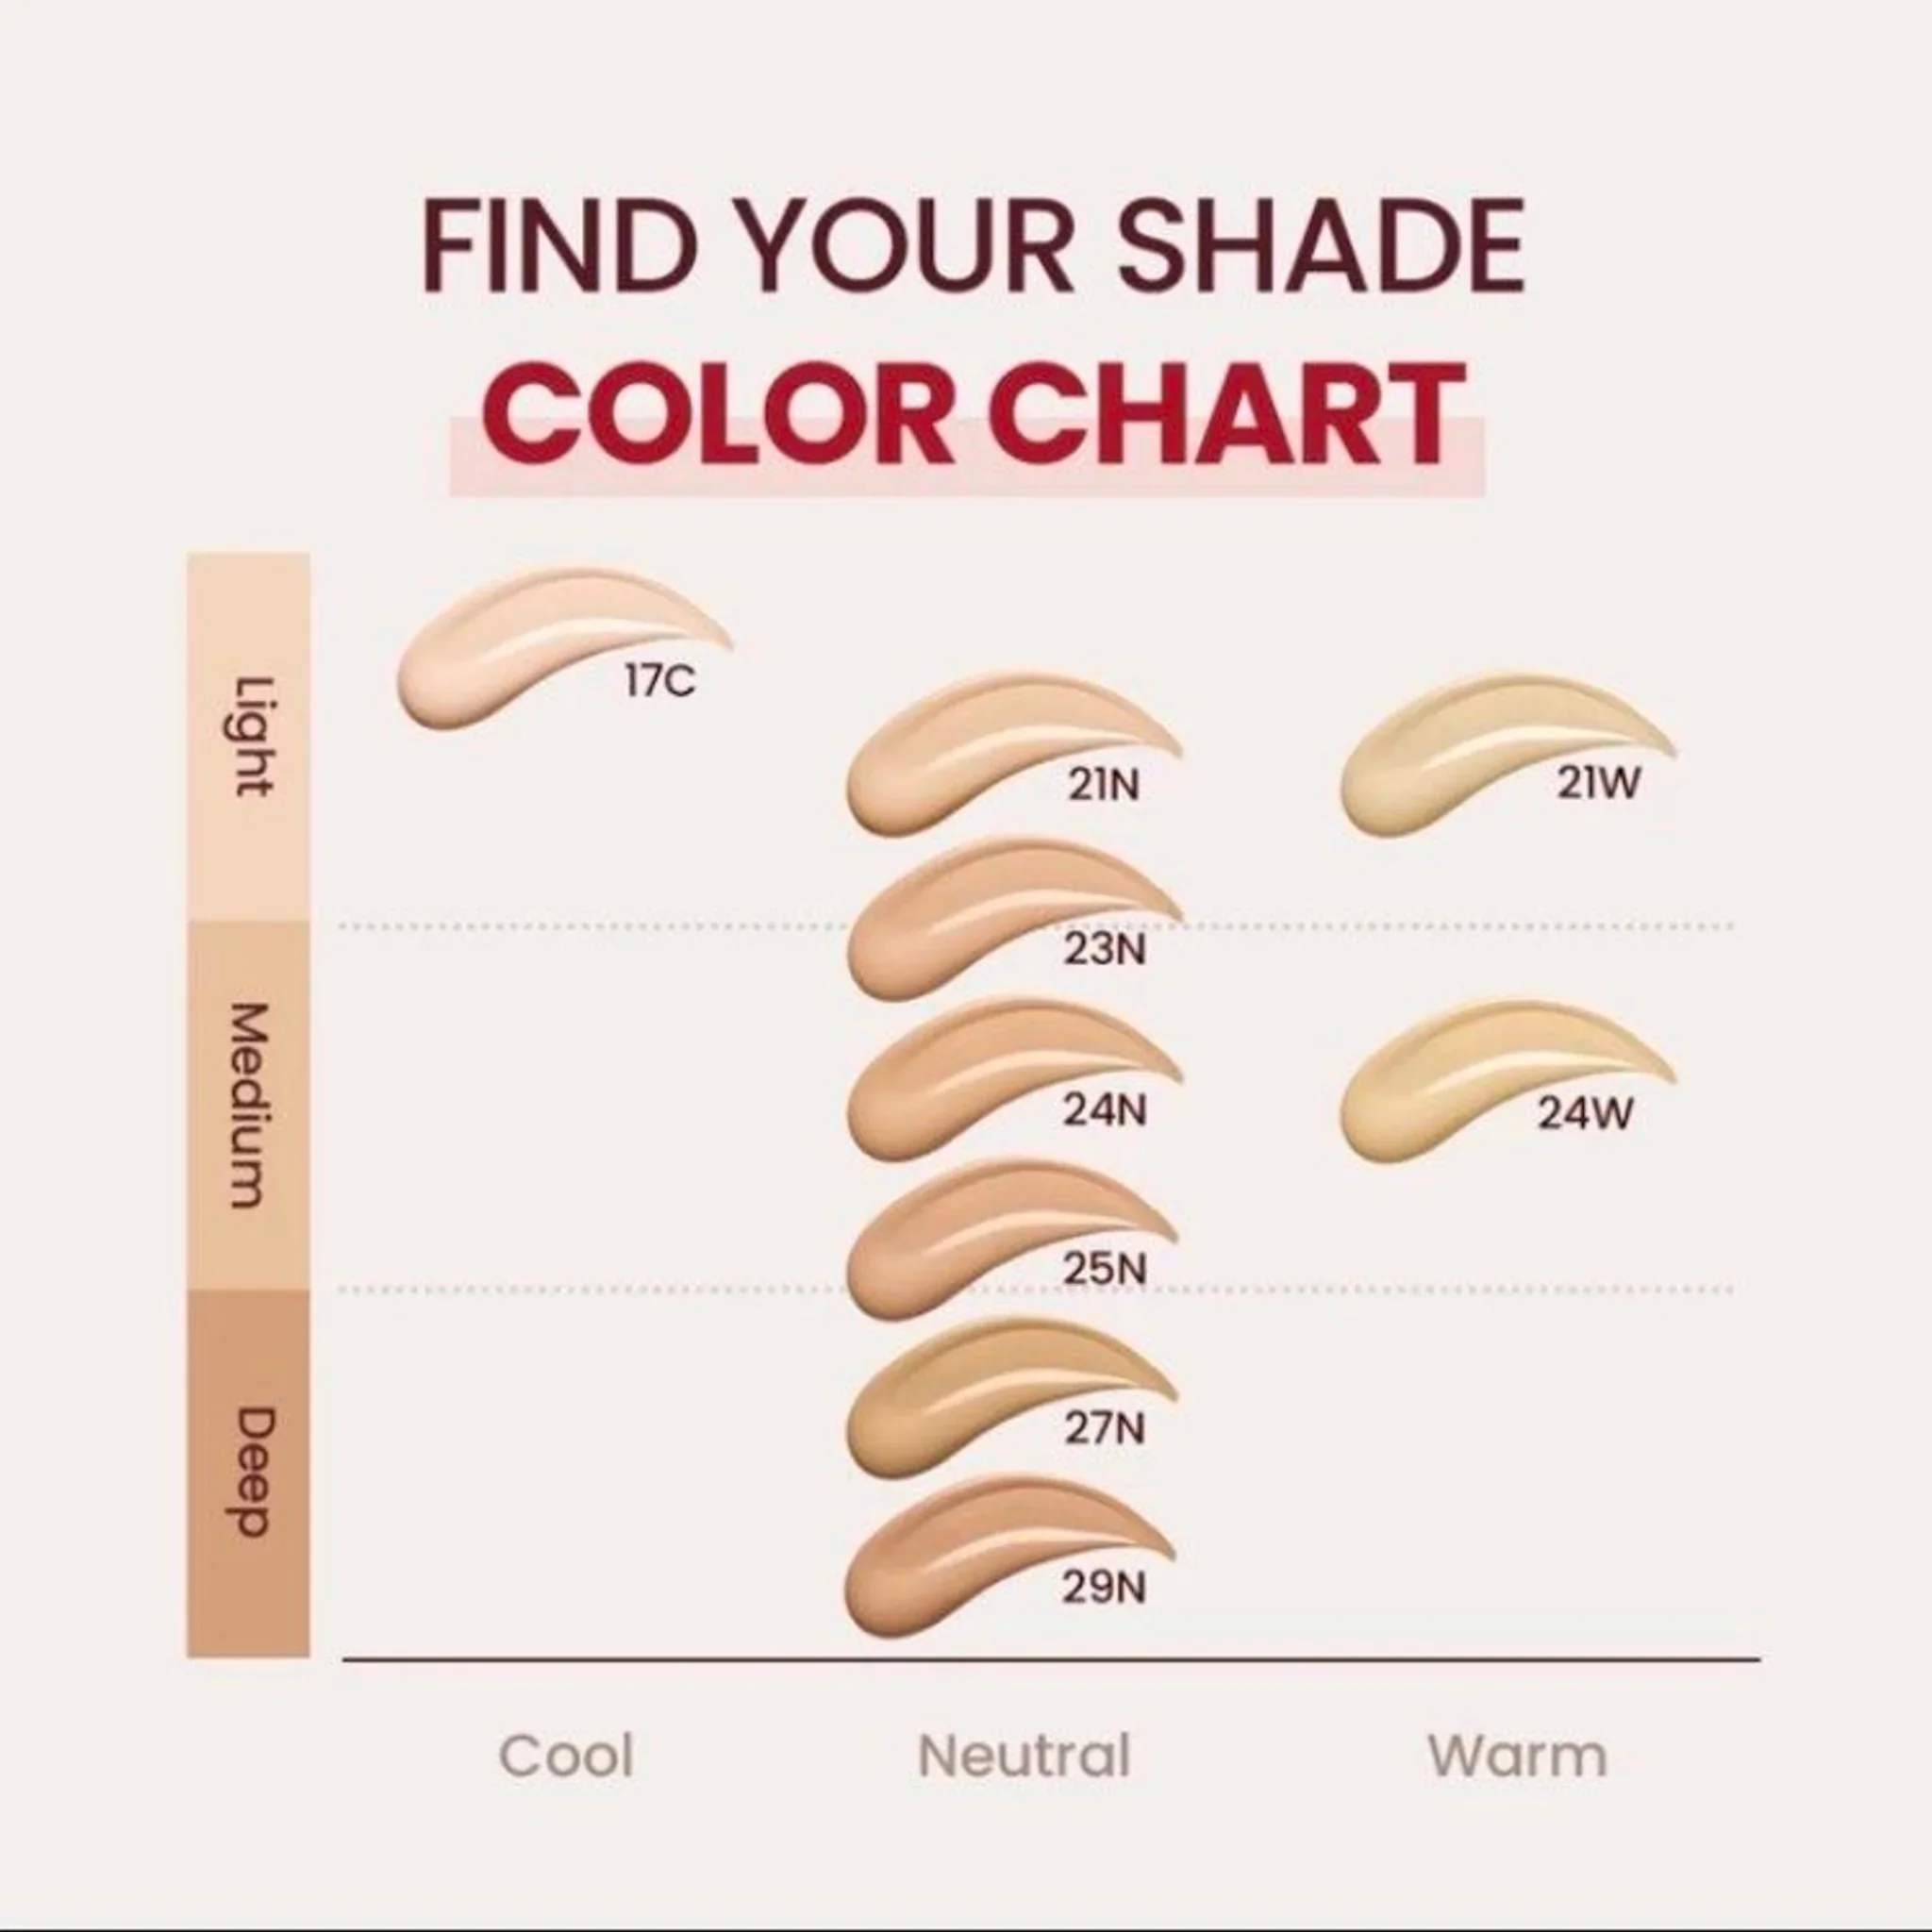 FIND YOUR SHADE
COLOR CHART
Light
17C
21N
21W
23N
Medium
24N
24W
25N
Deep
27N
29N
Cool
Neutral
Warm